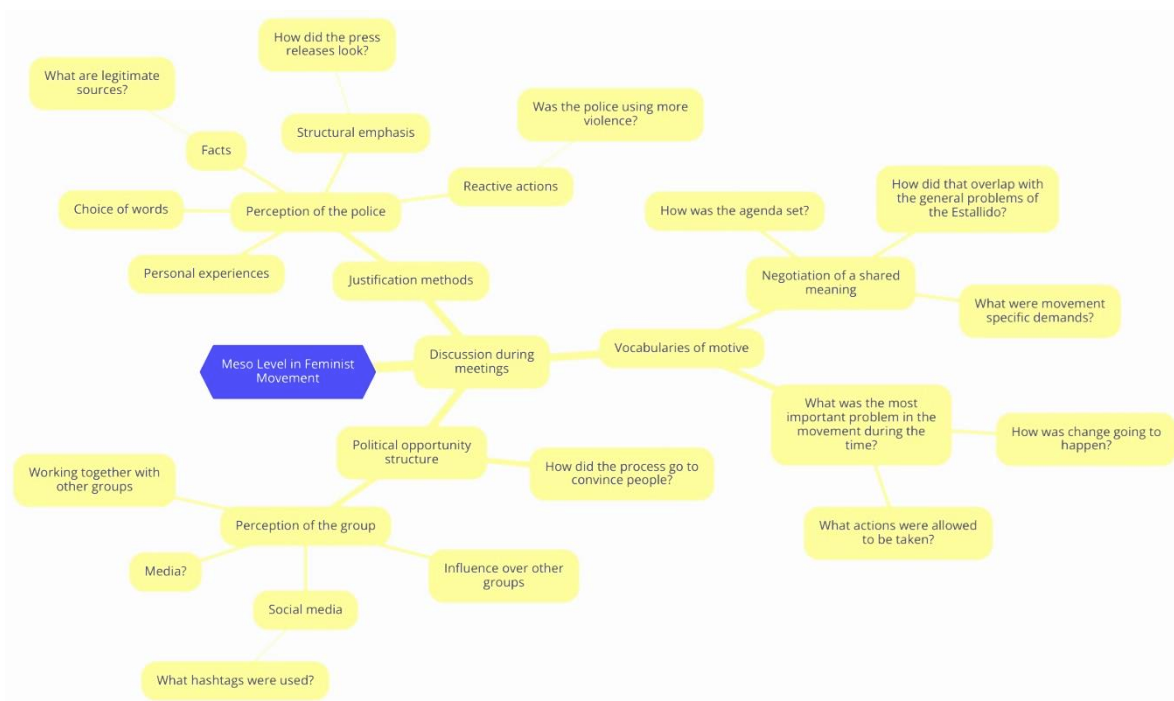 How did the press
releases look?
What are legitimate
sources?
Was the police using more
violence?
Structural emphasis
Facts
Reactive actions
Choice of words
Perception of the police
How was the agenda set?
How did that overlap with
the general problems of
the Estallido?
Personal experiences
Justification methods
Negotiation of a shared
meaning
What were movement
specific demands?
Meso Level in Feminist
Movement
Discussion during
meetings
Vocabularies of motive
What was the most
important problem in the
movement during the
time?
How was change going to
happen?
Political opportunity
structure
How did the process go to
convince people?
Working together with
other groups
Perception of the group
What actions were allowed
to be taken?
Media?
Influence over other
groups
Social media
What hashtags were used?